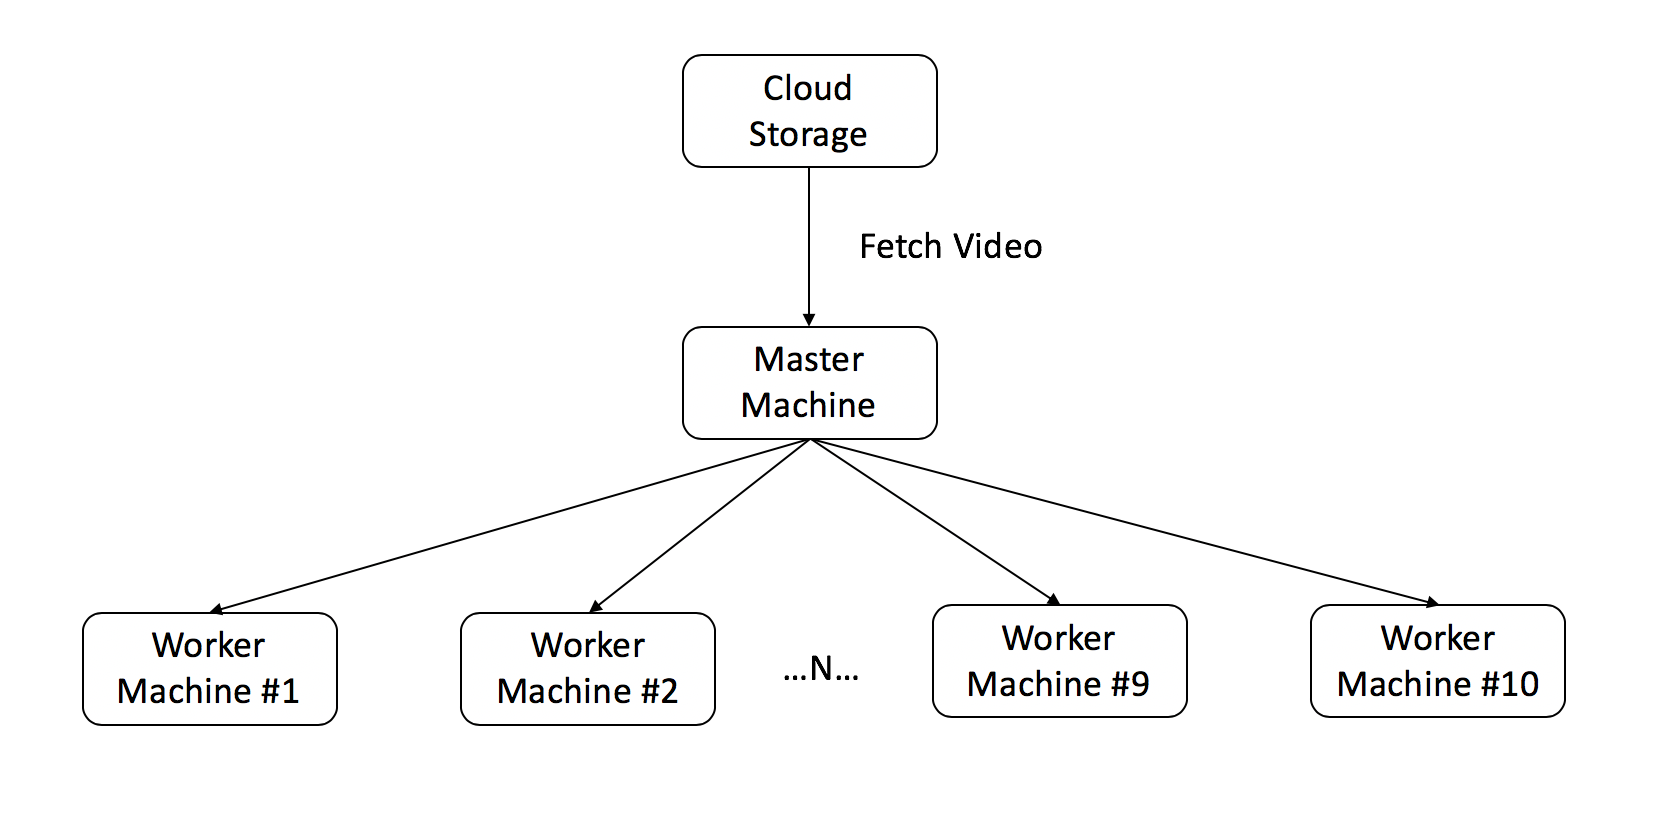 Cloud
Storage
Fetch Video
Master
Machine
Worker
Machine #1
Worker
Machine #2
...N...
Worker
Machine #9
Worker
Machine #10